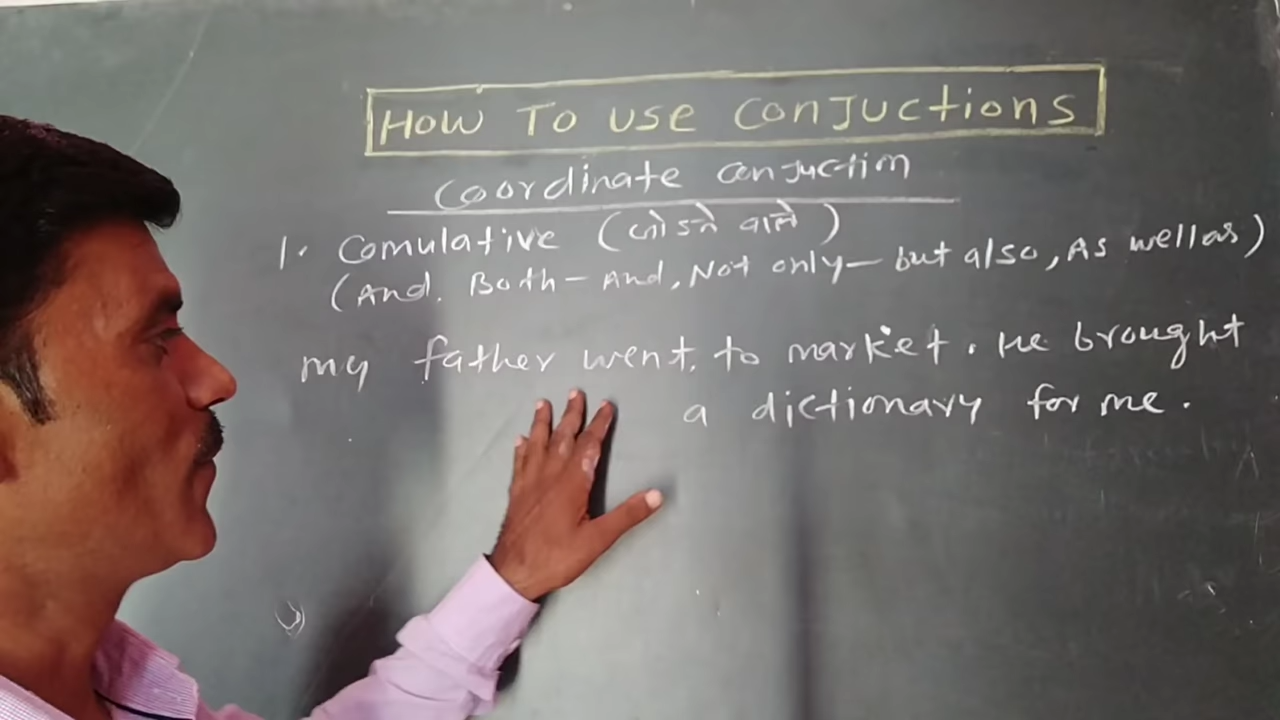 HOW TO USE CONJUCTIONS
Coordinate Conjuction
1. Comulative (जोडने वाले)
(And. Both - And, Not only - but also, As well as)
my father went to market. He brought
a dictionary for me.